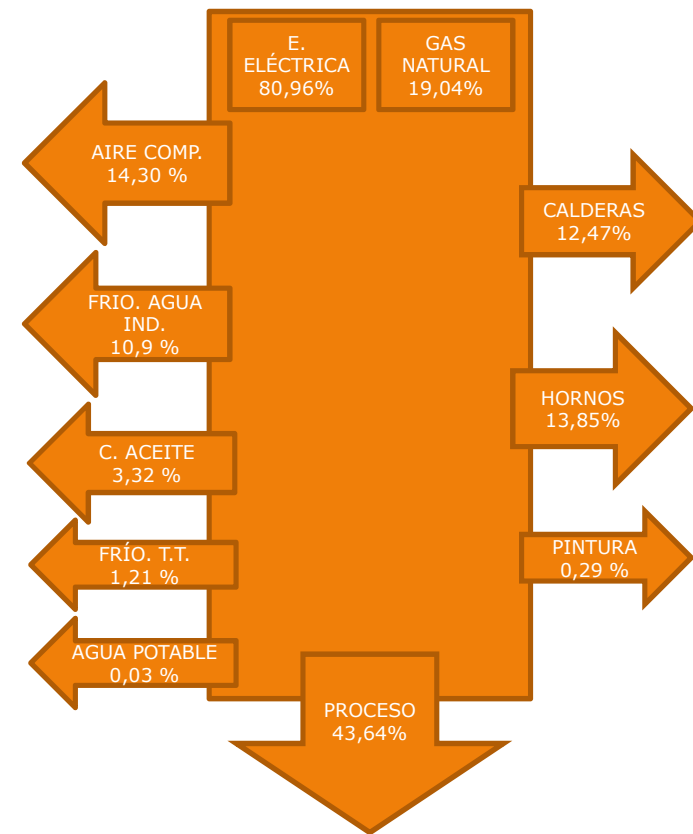 E.
ELÉCTRICA
80,96%
GAS
NATURAL
19,04%
AIRE COMP.
14,30 %
FRIO. AGUA
IND.
10,9 %
C. ACEITE
3,32 %
FRÍO. T.T.
1,21 %
AGUA POTABLE
0,03 %
CALDERAS
12,47%
HORNOS
13,85%
PINTURA
0,29 %
PROCESO
43,64%